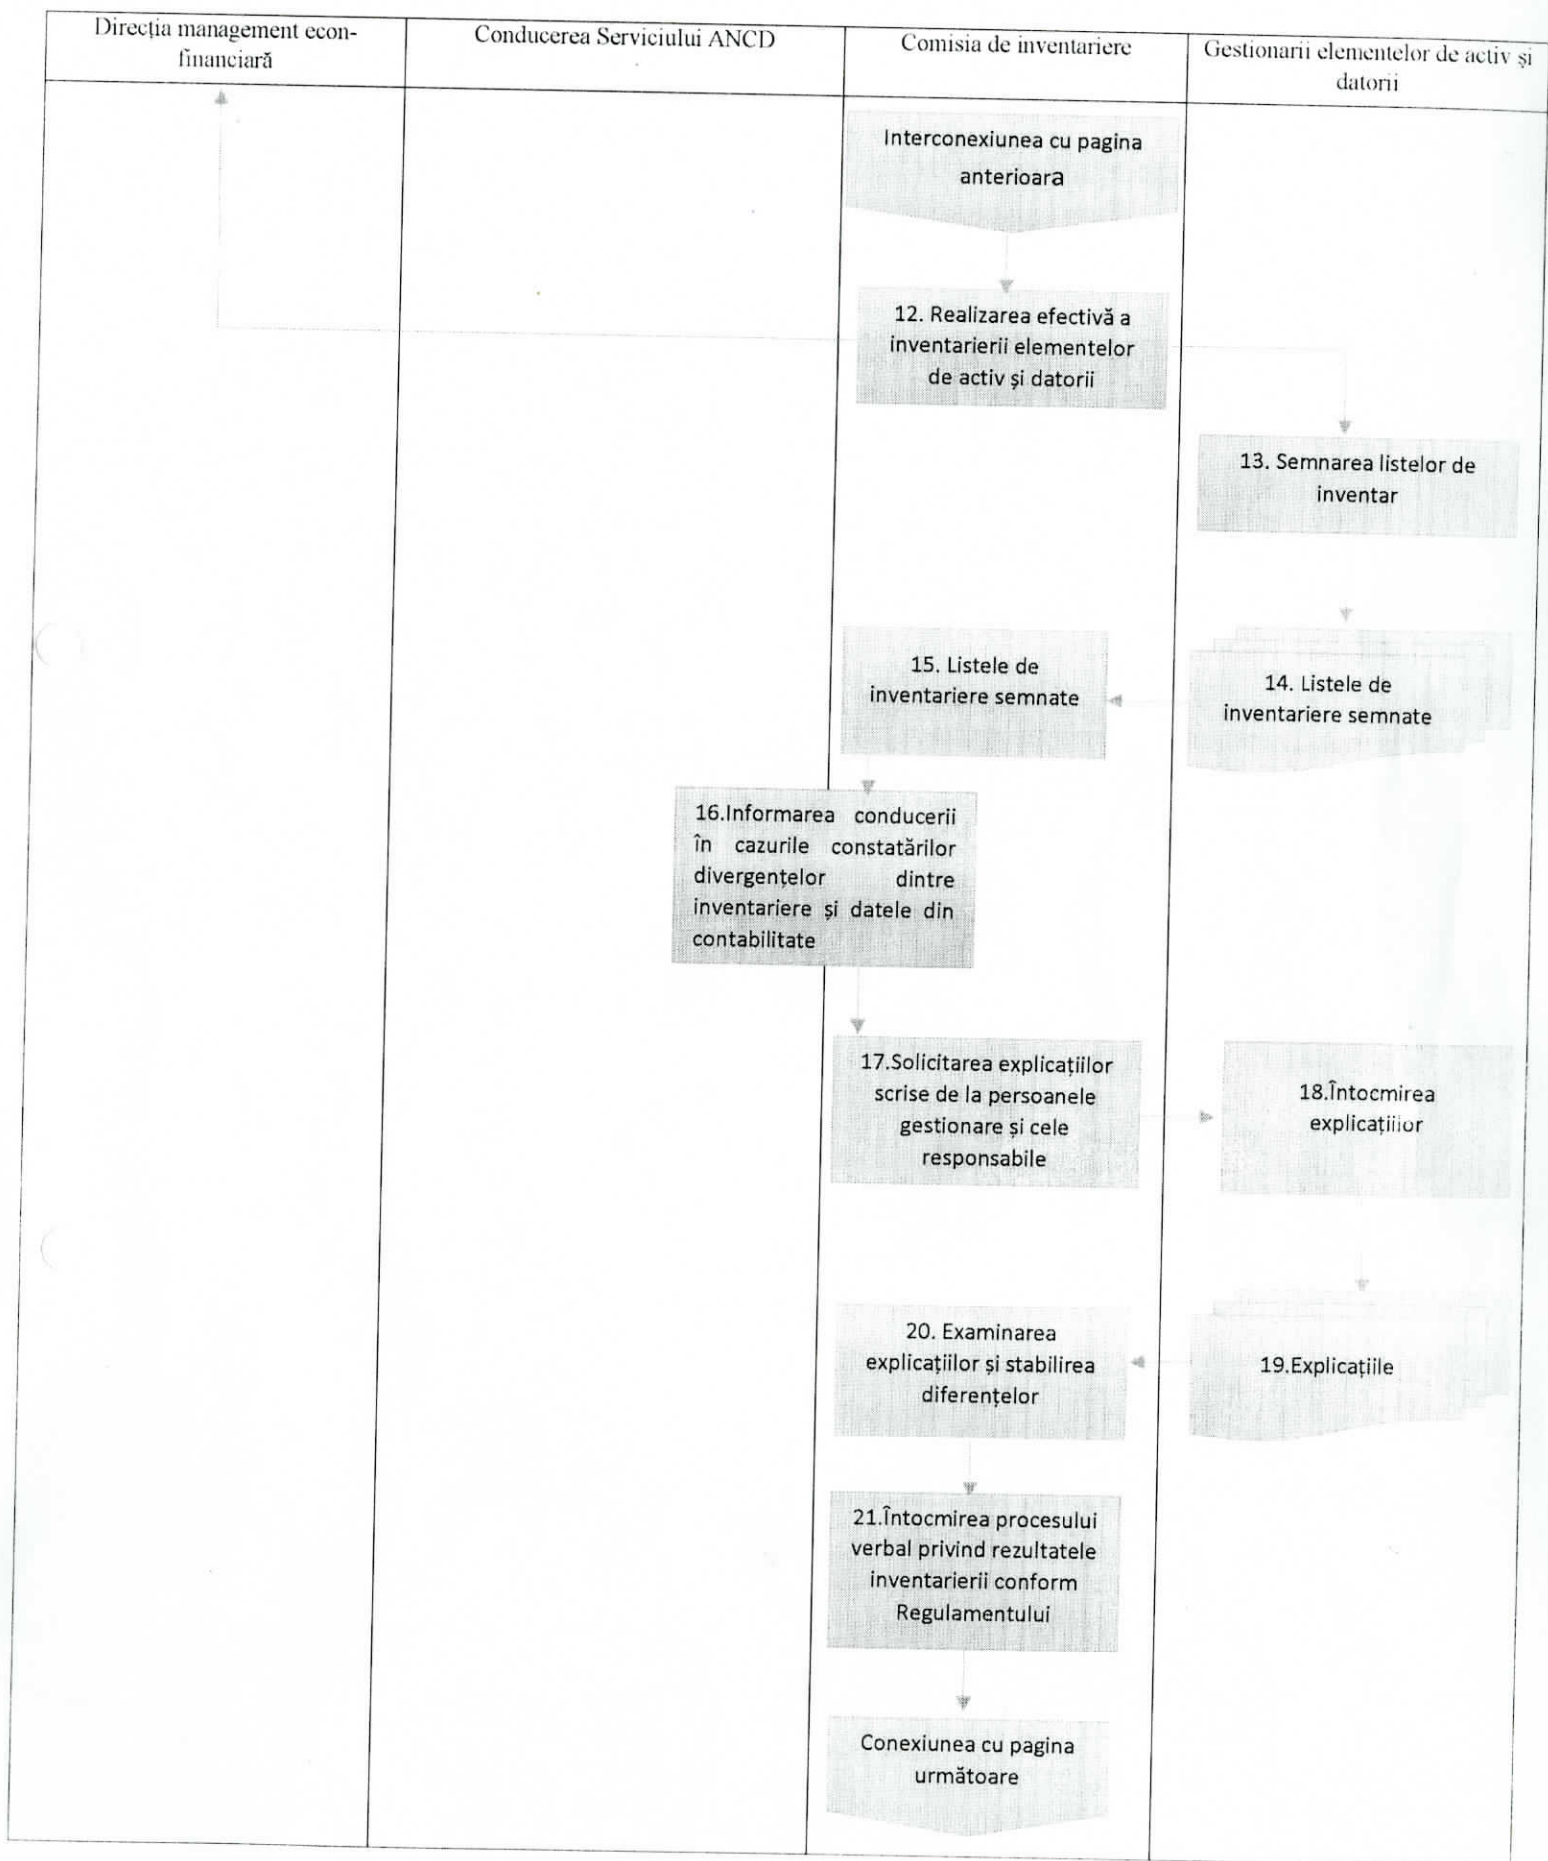 Direcția management econ-
financiară
Conducerea Serviciului ANCD
Comisia de inventariere
Gestionarii elementelor de activ și
datorii
Interconexiunea cu pagina
anterioara
12. Realizarea efectivă a
inventarierii elementelor
de activ și datorii
13. Semnarea listelor de
inventar
14. Listele de
inventariere semnate
15. Listele de
inventariere semnate
16.Informarea conducerii
în cazurile constatărilor
divergențelor dintre
inventariere și datele din
contabilitate
17.Solicitarea explicațiilor
scrise de la persoanele
gestionare și cele
responsabile
18.Întocmirea
explicațiilor
19.Explicațiile
20. Examinarea
explicațiilor și stabilirea
diferențelor
21.Întocmirea procesului
verbal privind rezultatele
inventarierii conform
Regulamentului
Conexiunea cu pagina
următoare